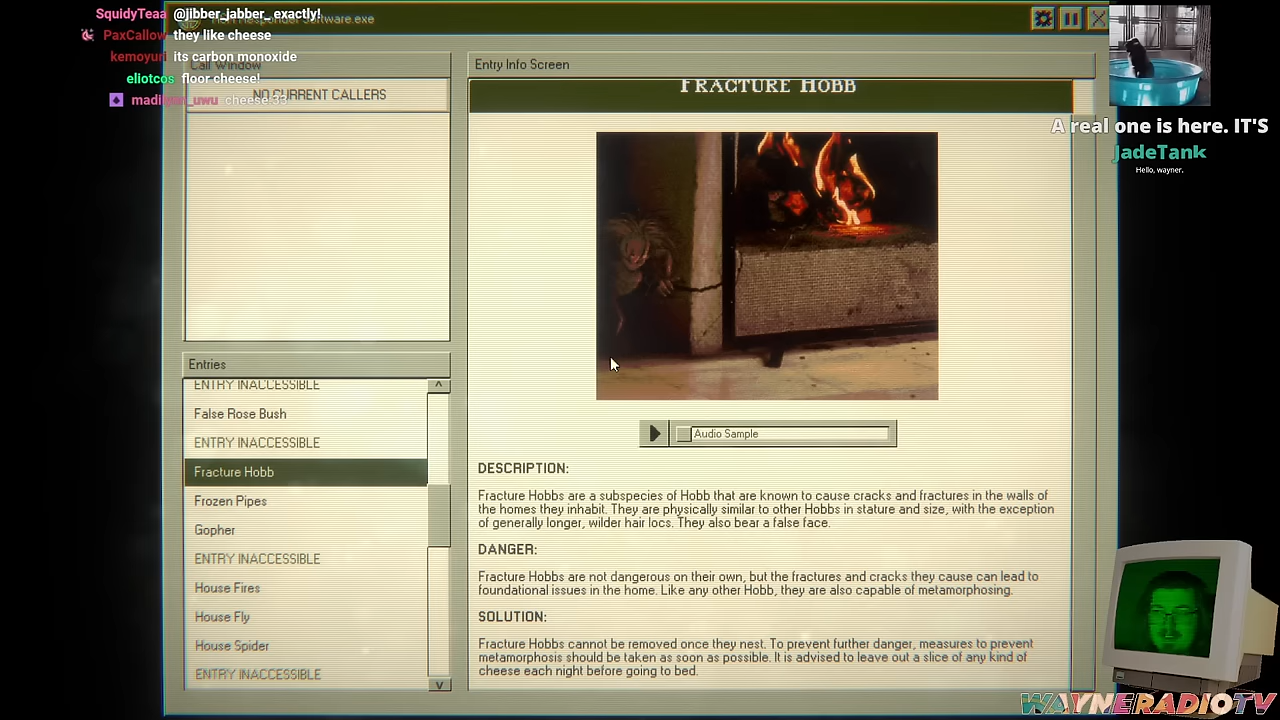 SquidyTeaa @jibber_jabber_ exactly!
PaxCallow they like cheese
kemoyuri its carbon monoxide
eliotcos floor cheese!
cheese:33
Responder Software.exe
Call Window
NO CURRENT CALLERS
Entries
ENTRY INACCESSIBLE
False Rose Bush
ENTRY INACCESSIBLE
Fracture Hobb
Frozen Pipes
Gopher
ENTRY INACCESSIBLE
House Fires
House Fly
House Spider
ENTRY INACCESSIBLE
Entry Info Screen
FRACTURE HOBB
Audio Sample
DESCRIPTION:
Fracture Hobbs are a subspecies of Hobb that are known to cause cracks and fractures in the walls of
the homes they inhabit. They are physically similar to other Hobbs in stature and size, with the exception
of generally longer, wilder hair locs. They also bear a false face.
DANGER:
Fracture Hobbs are not dangerous on their own, but the fractures and cracks they cause can lead to
foundational issues in the home. Like any other Hobb, they are also capable of metamorphosing.
SOLUTION:
Fracture Hobbs cannot be removed once they nest. To prevent further danger, measures to prevent
metamorphosis should be taken as soon as possible. It is advised to leave out a slice of any kind of
cheese each night before going to bed.
A real one is here. IT'S
JadeTank
Hello, wayner.
WAYNERADIOTV